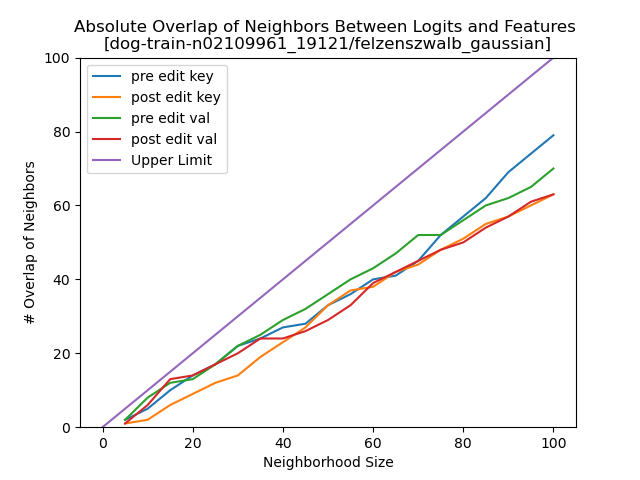 Absolute Overlap of Neighbors Between Logits and Features
[dog-train-n02109961_19121/felzenszwalb_gaussian]
100
80
60
40
20
0
# Overlap of Neighbors
pre edit key
post edit key
pre edit val
post edit val
Upper Limit
0 20 40 60 80 100
Neighborhood Size